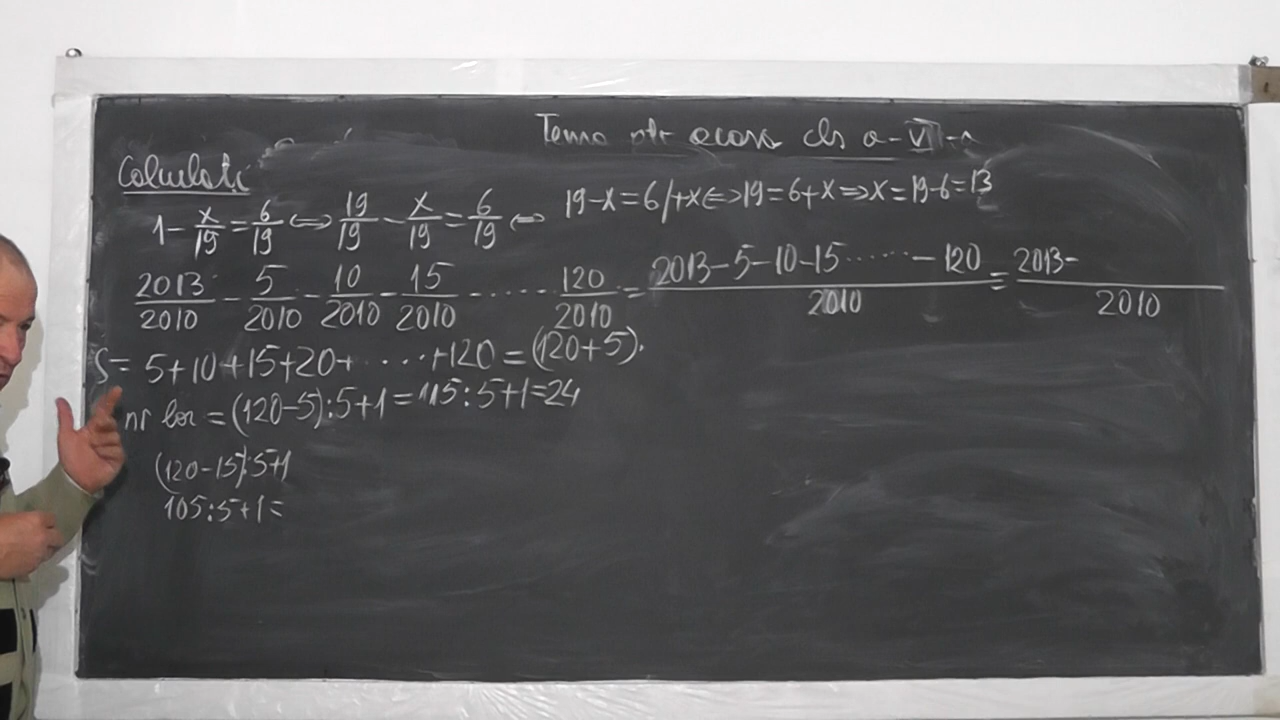 Tema ptr acasa cls a-VI-a
Calculati
1 - x/19 = 6/19 ⇔ 19/19 - x/19 = 6/19 ⇔ 19-x=6/+x ⇔ 19=6+x ⇒ x=19-6=13
2013/2010 - 5/2010 - 10/2010 - 15/2010 - ..... - 120/2010 = 2013-5-10-15......-120/2010 = 2013-/2010
S= 5+10+15+20+ ....+120 = (120+5).
nr lor = (120-5):5+1 = 115:5+1=24
(120-15):5+1
105:5+1=